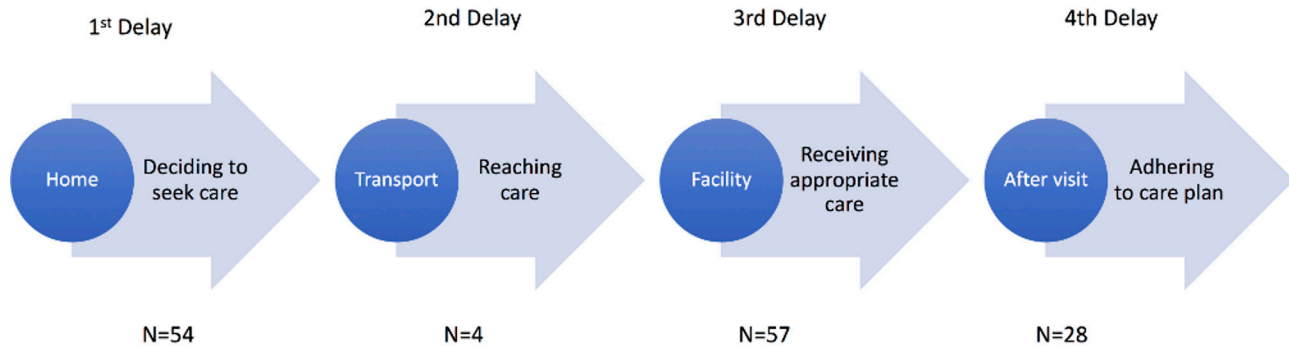 1st Delay
2nd Delay
3rd Delay
4th Delay
Home
Deciding to
seek care
Transport
Reaching
care
Facility
Receiving
appropriate
care
After visit
Adhering
to care plan
N=54
N=4
N=57
N=28